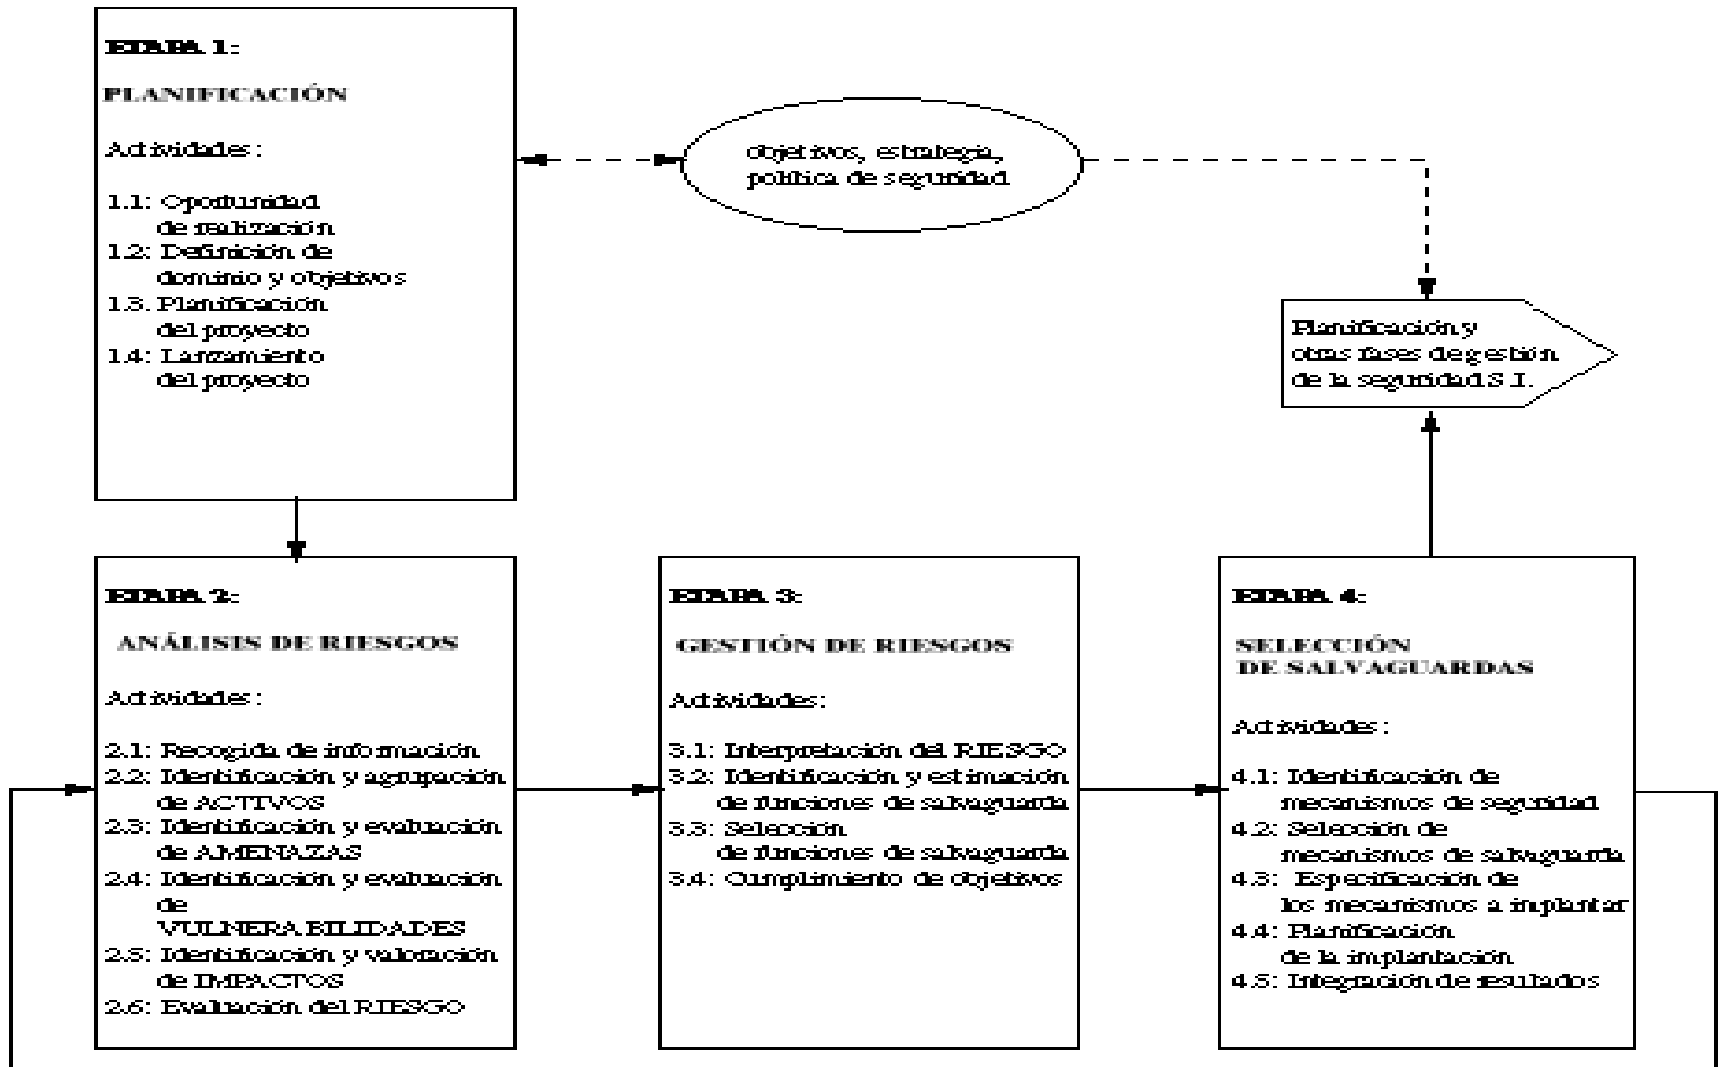 ETAPA 1:
PLANIFICACIÓN
Actividades:
1.1: Oportunidad
de realización
1.2: Definición de
dominio y objetivos
1.3. Planificación
del proyecto
1.4: Lanzamiento
del proyecto
objetivos, estrategia,
política de seguridad
Planificación y
otras fases de gestión
de la seguridad S.I.
ETAPA 2:
ANÁLISIS DE RIESGOS
Actividades:
2.1: Recogida de información
2.2: Identificación y agrupación
de ACTIVOS
2.3: Identificación y evaluación
de AMENAZAS
2.4: Identificación y evaluación
de
VULNERABILIDADES
2.5: Identificación y valoración
de IMPACTOS
2.6: Evaluación del RIESGO
ETAPA 3:
GESTIÓN DE RIESGOS
Actividades:
3.1: Interpretación del RIESGO
3.2: Identificación y estimación
de funciones de salvaguarda
3.3: Selección
de funciones de salvaguarda
3.4: Cumplimiento de objetivos
ETAPA 4:
SELECCIÓN
DE SALVAGUARDAS
Actividades:
4.1: Identificación de
mecanismos de seguridad
4.2: Selección de
mecanismos de salvaguarda
4.3: Especificación de
los mecanismos a implantar
4.4: Planificación
de la implantación
4.5: Integración de resultados